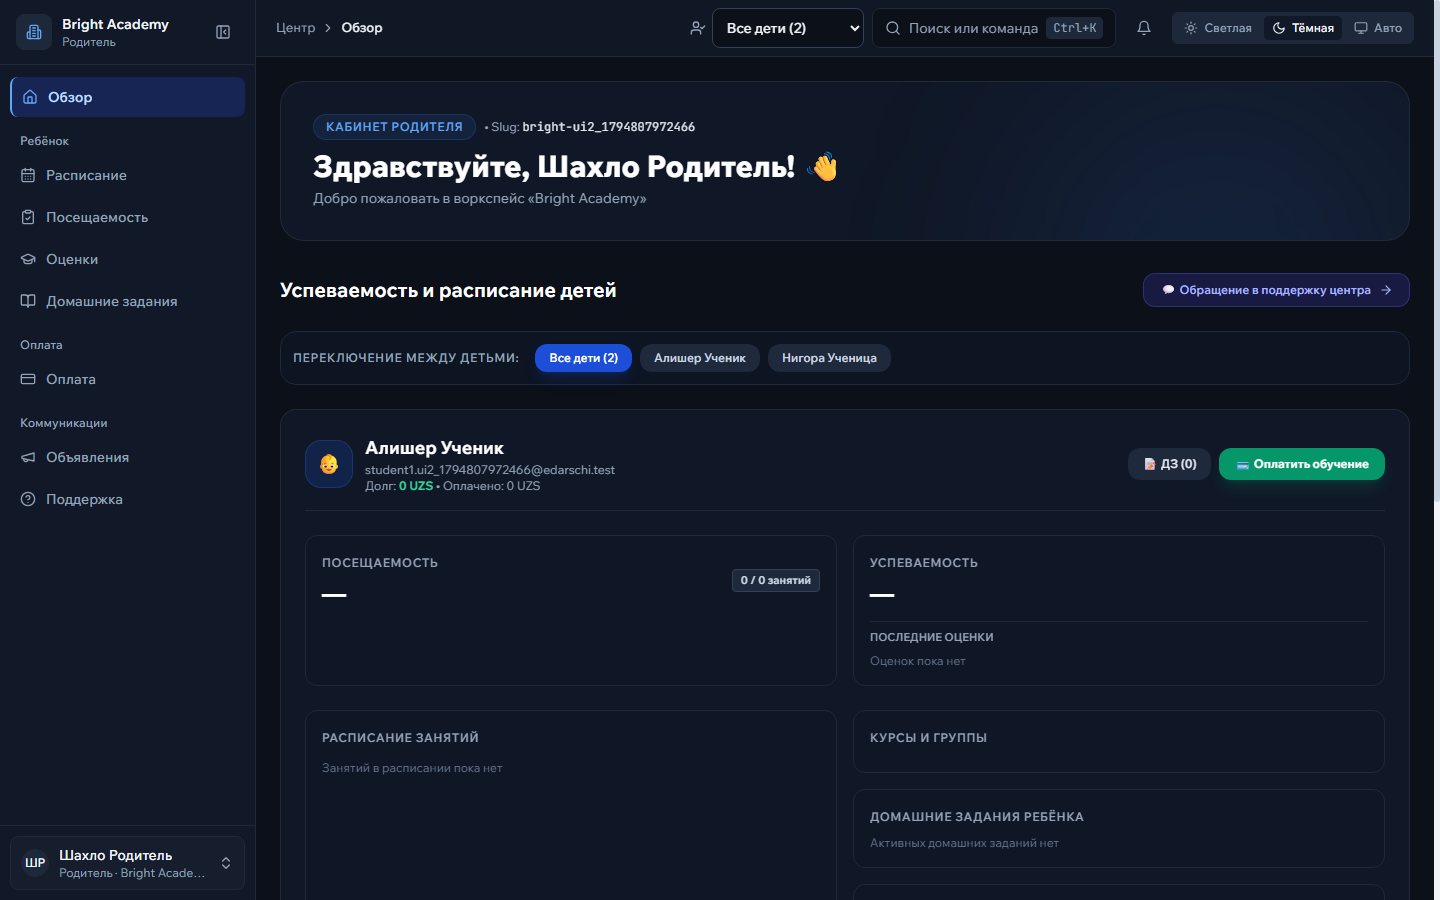 Bright Academy
Родитель
Обзор
Ребёнок
Расписание
Посещаемость
Оценки
Домашние задания
Оплата
Оплата
Коммуникации
Объявления
Поддержка
ШР
Шахло Родитель
Родитель · Bright Acade...
Центр > Обзор
Все дети (2)
Поиск или команда Ctrl+K
Светлая
Тёмная
Авто
КАБИНЕТ РОДИТЕЛЯ • Slug: bright-ui2_1794807972466
Здравствуйте, Шахло Родитель! 👋
Добро пожаловать в воркспейс «Bright Academy»
Успеваемость и расписание детей
💬 Обращение в поддержку центра →
ПЕРЕКЛЮЧЕНИЕ МЕЖДУ ДЕТЬМИ: Все дети (2) Алишер Ученик Нигора Ученица
Алишер Ученик
student1.ui2_1794807972466@edarschi.test
Долг: 0 UZS • Оплачено: 0 UZS
📝 ДЗ (0)
💳 Оплатить обучение
ПОСЕЩАЕМОСТЬ
—
0 / 0 занятий
УСПЕВАЕМОСТЬ
—
ПОСЛЕДНИЕ ОЦЕНКИ
Оценок пока нет
РАСПИСАНИЕ ЗАНЯТИЙ
Занятий в расписании пока нет
КУРСЫ И ГРУППЫ
ДОМАШНИЕ ЗАДАНИЯ РЕБЁНКА
Активных домашних заданий нет